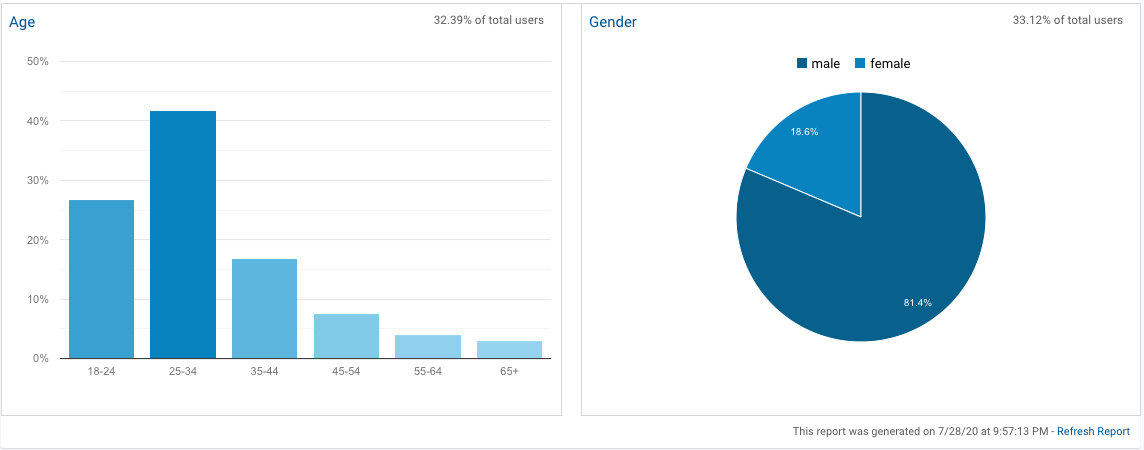 Age
32.39% of total users
50%
40%
30%
20%
10%
0%
18-24
25-34
35-44
45-54
55-64
65+
Gender
33.12% of total users
male female
18.6%
81.4%
This report was generated on 7/28/20 at 9:57:13 PM - Refresh Report